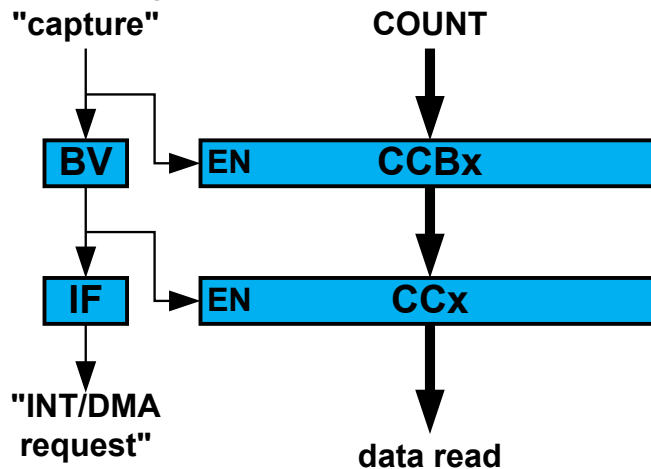 "capture"
COUNT
BV
EN
CCBx
IF
EN
CCx
"INT/DMA
request"
data read